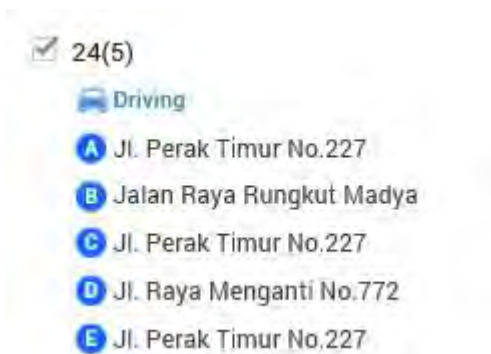 24(5)
Driving
A Jl. Perak Timur No.227
B Jalan Raya Rungkut Madya
C Jl. Perak Timur No.227
D Jl. Raya Menganti No.772
E Jl. Perak Timur No.227